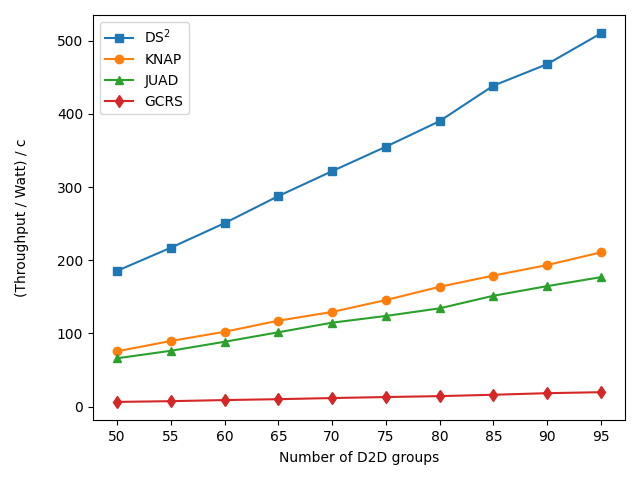 DS²
KNAP
JUAD
GCRS
500
400
300
200
100
0
(Throughput / Watt) / c
50 55 60 65 70 75 80 85 90 95
Number of D2D groups